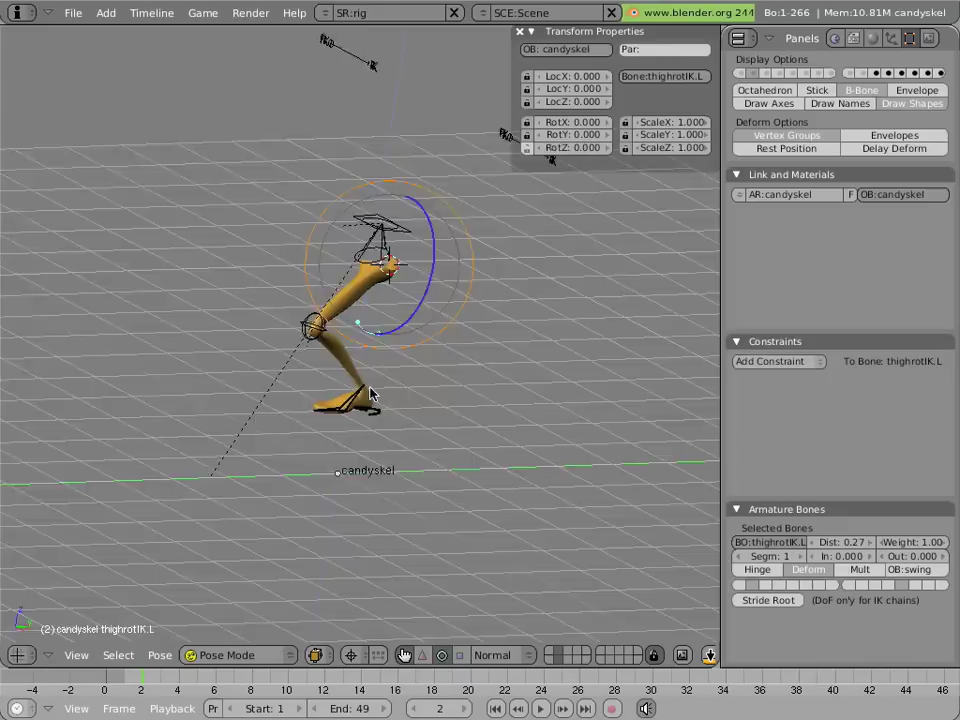 File Add Timeline Game Render Help SR:rig SCE:Scene www.blender.org 244 Bo:1-266 | Mem:10.81M candyskel
Transform Properties
OB: candyskel Par:
LocX: 0.000 Bone:thighrotIK.L
LocY: 0.000
LocZ: 0.000
RotX: 0.000 ScaleX: 1.000
RotY: 0.000 ScaleY: 1.000
RotZ: 0.000 ScaleZ: 1.000
Panels
Display Options
Octahedron Stick B-Bone Envelope
Draw Axes Draw Names Draw Shapes
Deform Options
Vertex Groups Envelopes
Rest Position Delay Deform
Link and Materials
AR:candyskel F OB:candyskel
Constraints
Add Constraint To Bone: thighrotIK.L
Armature Bones
Selected Bones
BO:thighrotIK.L Dist: 0.27 Weight: 1.00
Segm: 1 In: 0.000 Out: 0.000
Hinge Deform Mult OB:swing
Stride Root (DoF only for IK chains)
candyskel
z
(2) candyskel thighrotIK.L
View Select Pose Pose Mode Normal
-4 -2 0 2 4 6 8 10 12 14 16 18 20 22 24 26 28 30 32 34 36 38 40 42 44 46
View Frame Playback Pr Start: 1 End: 49 2